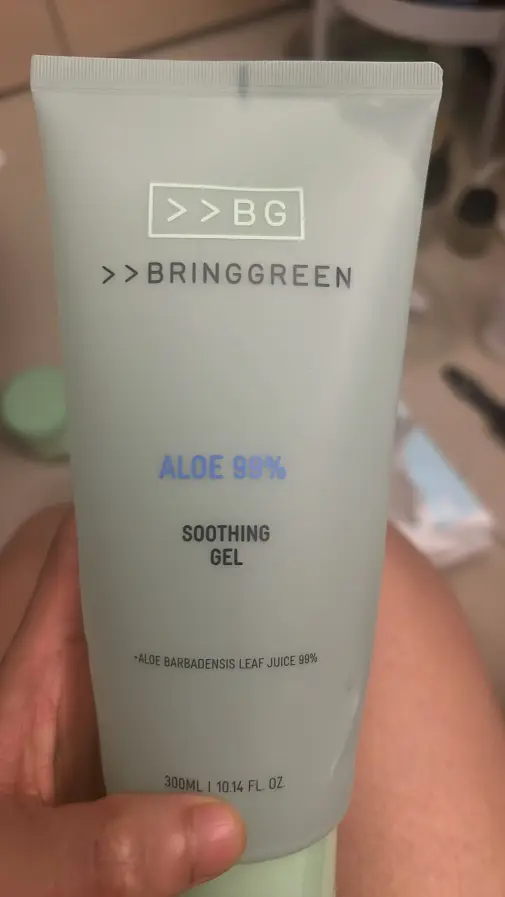 >>BG
>>BRINGGREEN
ALOE 99%
SOOTHING
GEL
*ALOE BARBADENSIS LEAF JUICE 99%
300ML | 10.14 FL. OZ.